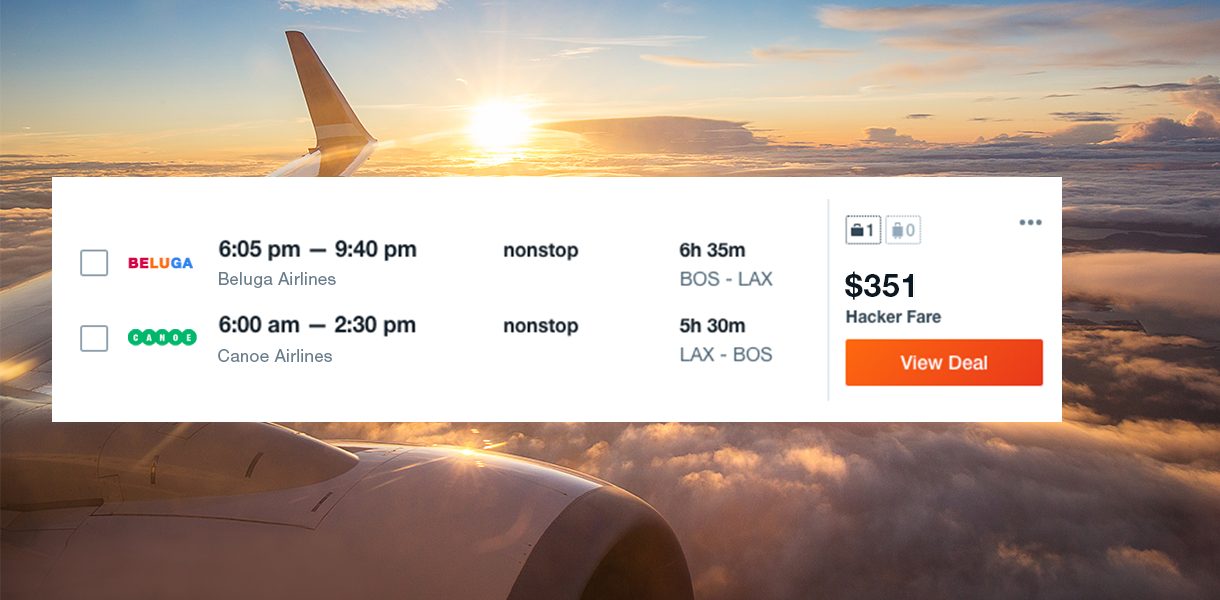 BELUGA
6:05 pm — 9:40 pm
Beluga Airlines
nonstop
6h 35m
BOS - LAX
CANOE
6:00 am — 2:30 pm
Canoe Airlines
nonstop
5h 30m
LAX - BOS
1 0
•••
$351
Hacker Fare
View Deal